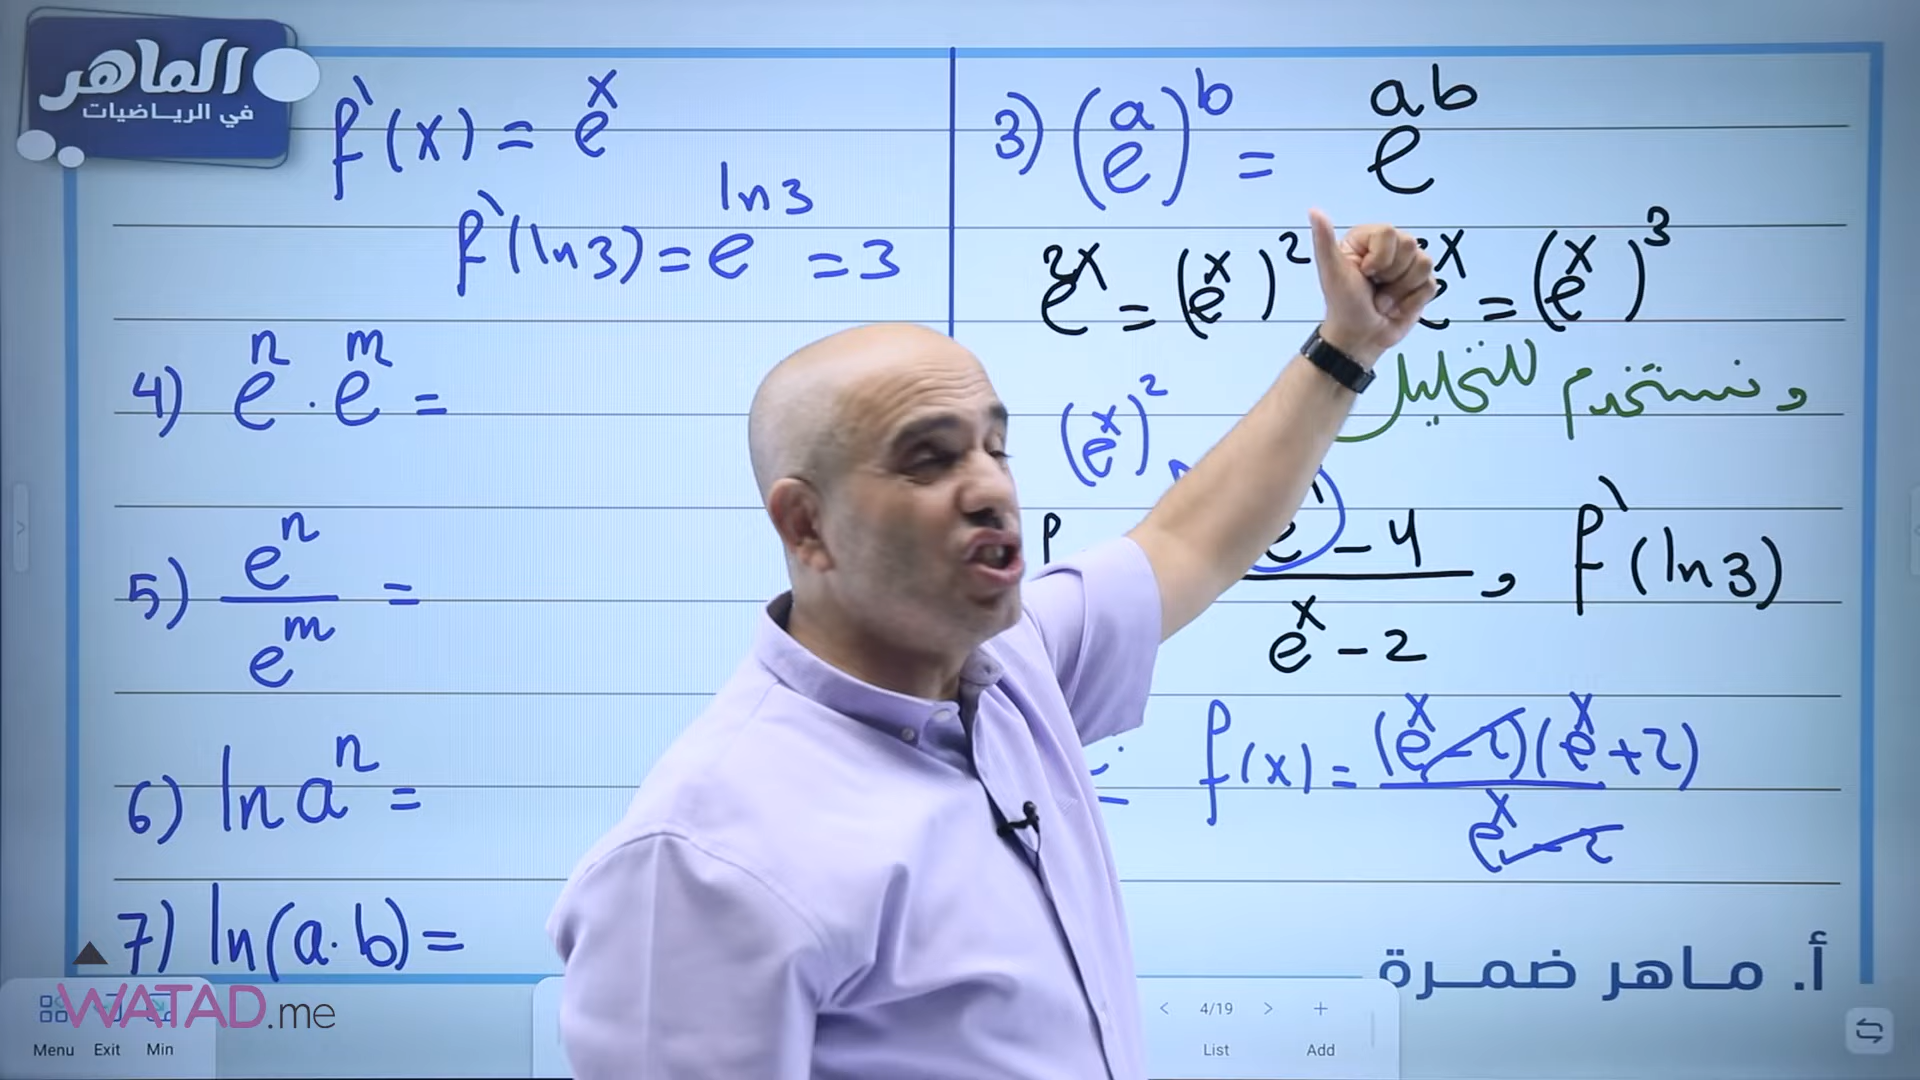 الماهر
في الرياضيات
f`(x) = e^x
f`(ln3) = e^ln3 = 3
4) e^n · e^m =
5) e^n / e^m =
6) ln a^n =
7) ln(a·b) =
3) (e^a)^b = e^ab
e^2x = (e^x)^2
x = (e^x)^3
ونستخدم للتحليل
(e^x)^2
e - 4 / e^x - 2 , f`(ln3)
f(x) = (e^x - 2)(e^x + 2) / e^x - 2
أ. ماهر ضمرة
WATAD.me
Menu Exit Min
< 4/19 > +
List Add